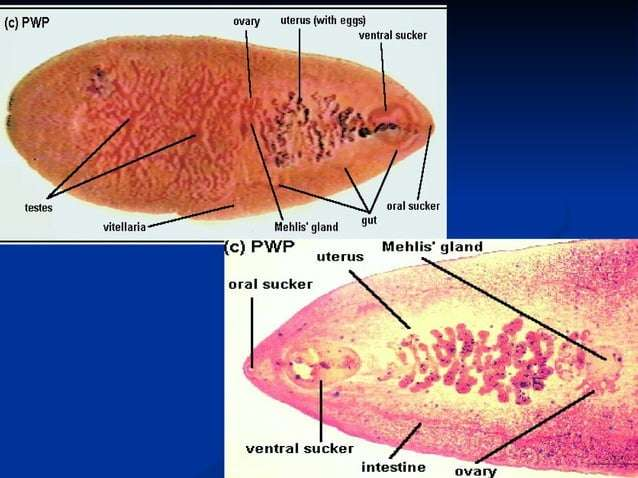 (c) PWP
ovary
uterus (with eggs)
ventral sucker
testes
vitellaria
Mehlis' gland
gut
oral sucker
(c) PWP
uterus
Mehlis' gland
oral sucker
ventral sucker
intestine
ovary